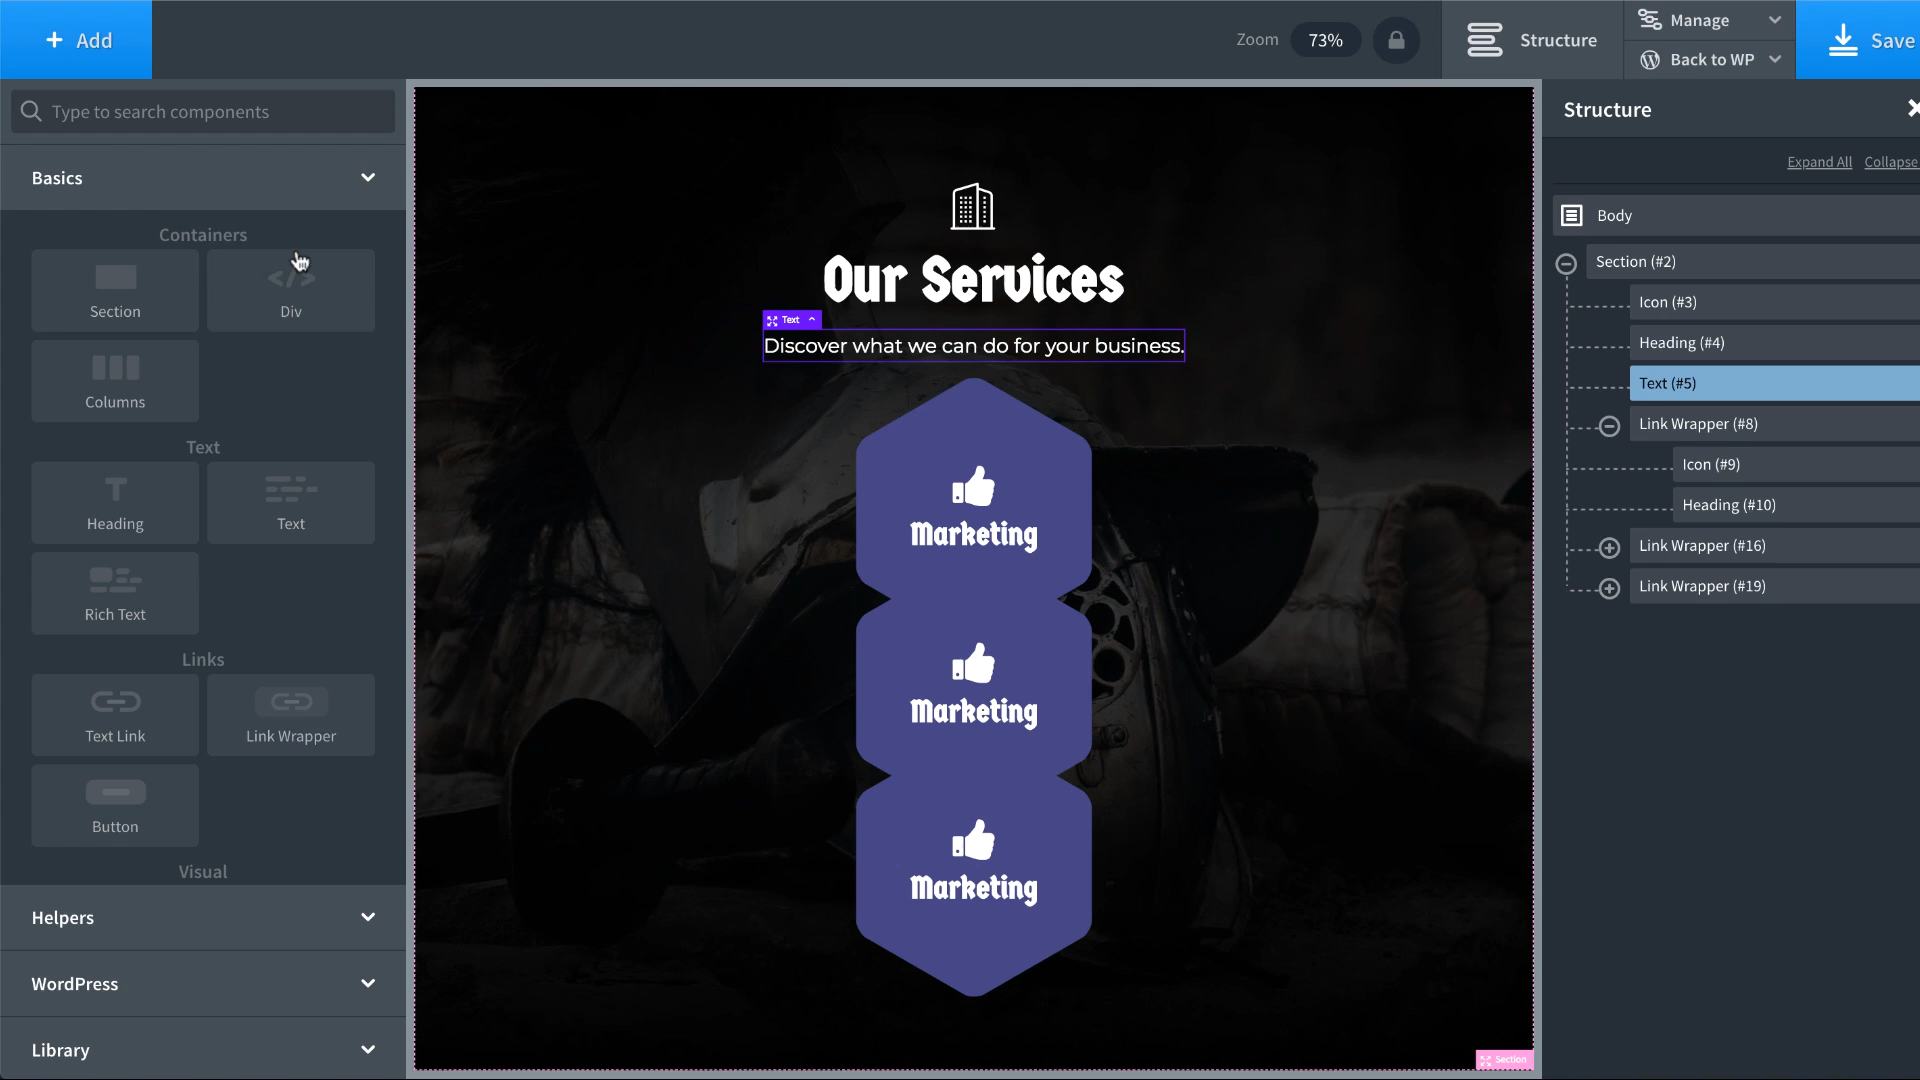 Add
Zoom
73%
Structure
Manage
Back to WP
Save
Type to search components
Basics
Containers
Section
Div
Columns
Text
Heading
Text
Rich Text
Links
Text Link
Link Wrapper
Button
Visual
Helpers
WordPress
Library
Our Services
Text
Discover what we can do for your business.
Marketing
Marketing
Marketing
Section
Structure
Expand All
Collapse
Body
Section (#2)
Icon (#3)
Heading (#4)
Text (#5)
Link Wrapper (#8)
Icon (#9)
Heading (#10)
Link Wrapper (#16)
Link Wrapper (#19)